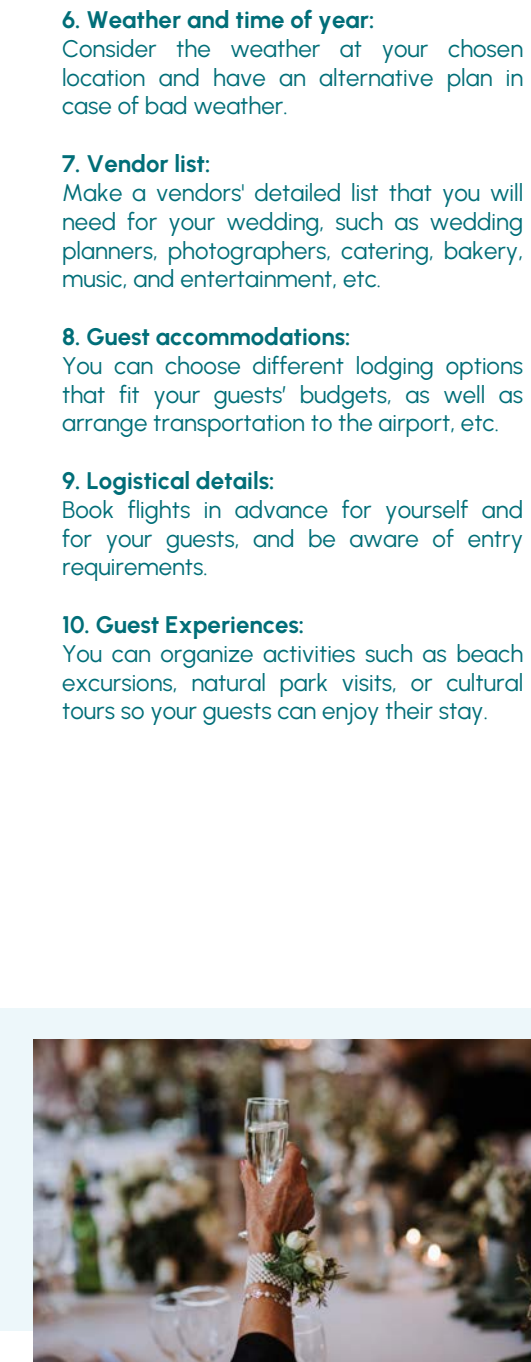 6. Weather and time of year:
Consider the weather at your chosen
location and have an alternative plan in
case of bad weather.
7. Vendor list:
Make a vendors' detailed list that you will
need for your wedding, such as wedding
planners, photographers, catering, bakery,
music, and entertainment, etc.
8. Guest accommodations:
You can choose different lodging options
that fit your guests’ budgets, as well as
arrange transportation to the airport, etc.
9. Logistical details:
Book flights in advance for yourself and
for your guests, and be aware of entry
requirements.
10. Guest Experiences:
You can organize activities such as beach
excursions, natural park visits, or cultural
tours so your guests can enjoy their stay.